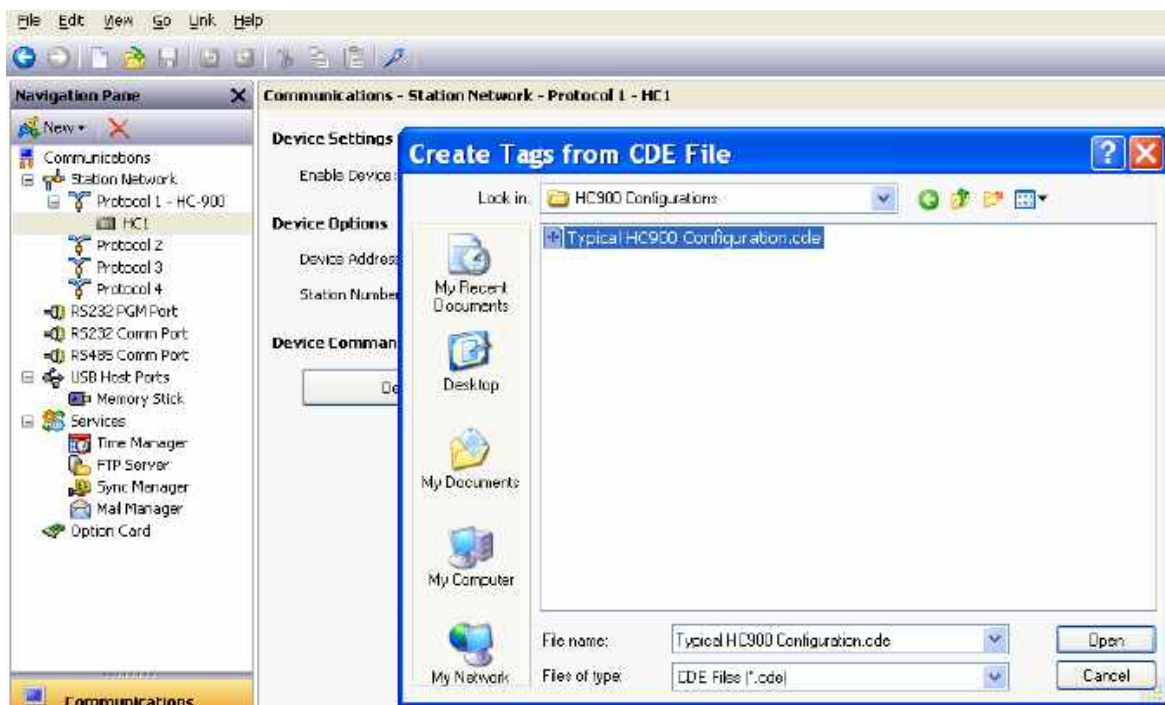 File Edit View Go Link Help
Navigation Pane
New
Communications
Station Network
Protocol 1 - HC-900
HC1
Protocol 2
Protocol 3
Protocol 4
RS232 PGM Port
RS232 Comm Port
RS485 Comm Port
USB Host Ports
Memory Stick
Services
Time Manager
FTP Server
Sync Manager
Mail Manager
Option Card
Communications
Communications - Station Network - Protocol 1 - HC1
Device Settings
Enable Device:
Device Options
Device Address
Station Number
Device Comman
De
Create Tags from CDE File
Look in:
HC900 Configurations
Typical HC900 Configuration.cde
My Recent
Documents
Desktop
My Documents
My Computer
My Network
File name:
Typical HC900 Configuration.cde
Open
Files of type:
CDE Files (*.cde)
Cancel